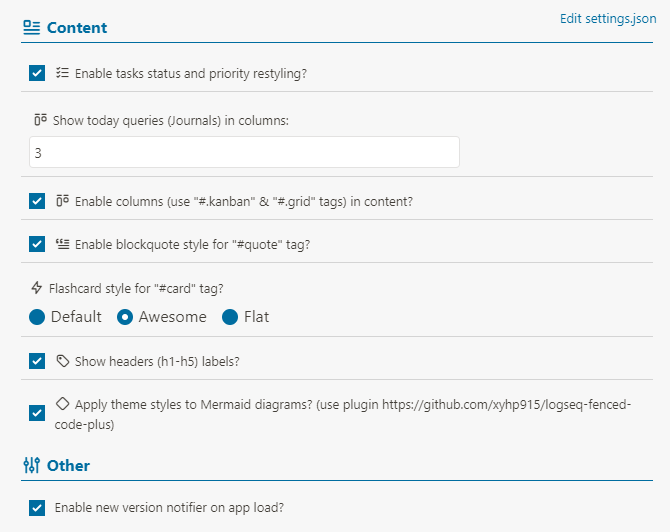 Edit settings.json
Content
Enable tasks status and priority restyling?
Show today queries (Journals) in columns:
3
Enable columns (use "#.kanban" & "#.grid" tags) in content?
Enable blockquote style for "#quote" tag?
Flashcard style for "#card" tag?
Default Awesome Flat
Show headers (h1-h5) labels?
Apply theme styles to Mermaid diagrams? (use plugin https://github.com/xyhp915/logseq-fenced-
code-plus)
Other
Enable new version notifier on app load?